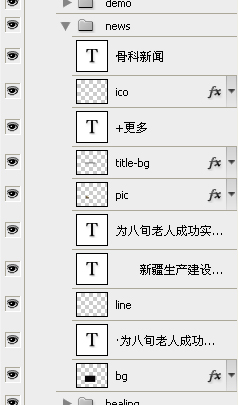 demo
news
T 骨科新闻
ico fx
T +更多
title-bg fx
pic fx
T 为八旬老人成功实...
T 新疆生产建设...
line
T ·为八旬老人成功...
bg fx
healing